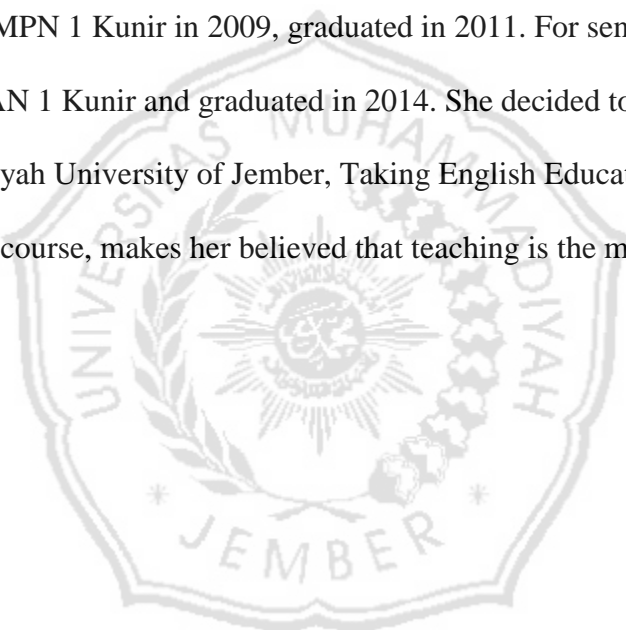 MPN 1 Kunir in 2009, graduated in 2011. For sen
AN 1 Kunir and graduated in 2014. She decided to
yah University of Jember, Taking English Educat
course, makes her believed that teaching is the m
UNIVERSITAS MUHAMMADIYAH
JEMBER